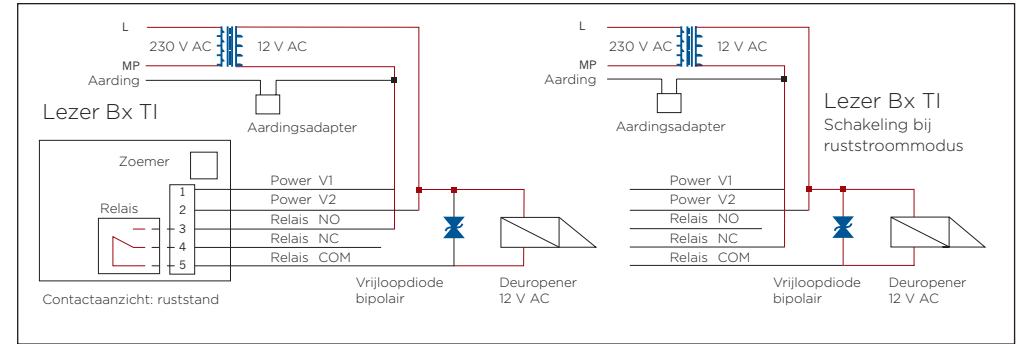 L
230 V AC
12 V AC
MP
Aarding
Lezer Bx TI
Aardingsadapter
Zoemer
Relais
1
2
3
4
5
Power V1
Power V2
Relais NO
Relais NC
Relais COM
Contactaanzicht: ruststand
Vrijloopdiode
bipolair
Deuropener
12 V AC
L
230 V AC
12 V AC
MP
Aarding
Aardingsadapter
Lezer Bx TI
Schakeling bij
ruststroommodus
Power V1
Power V2
Relais NO
Relais NC
Relais COM
Vrijloopdiode
bipolair
Deuropener
12 V AC